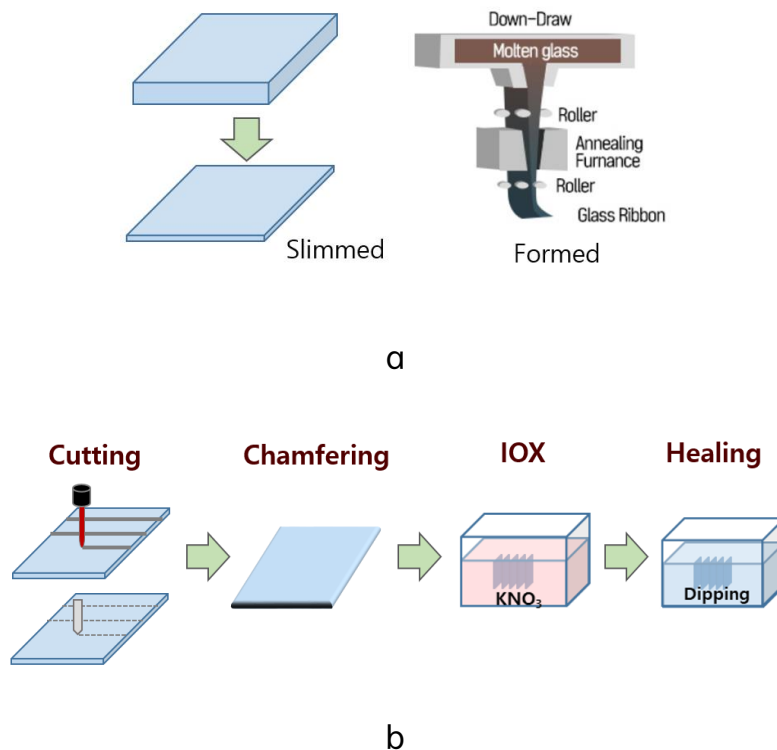 Down-Draw
Molten glass
Roller
Annealing
Furnance
Roller
Glass Ribbon
Slimmed
Formed
a
Cutting
Chamfering
IOX
Healing
KNO₃
Dipping
b